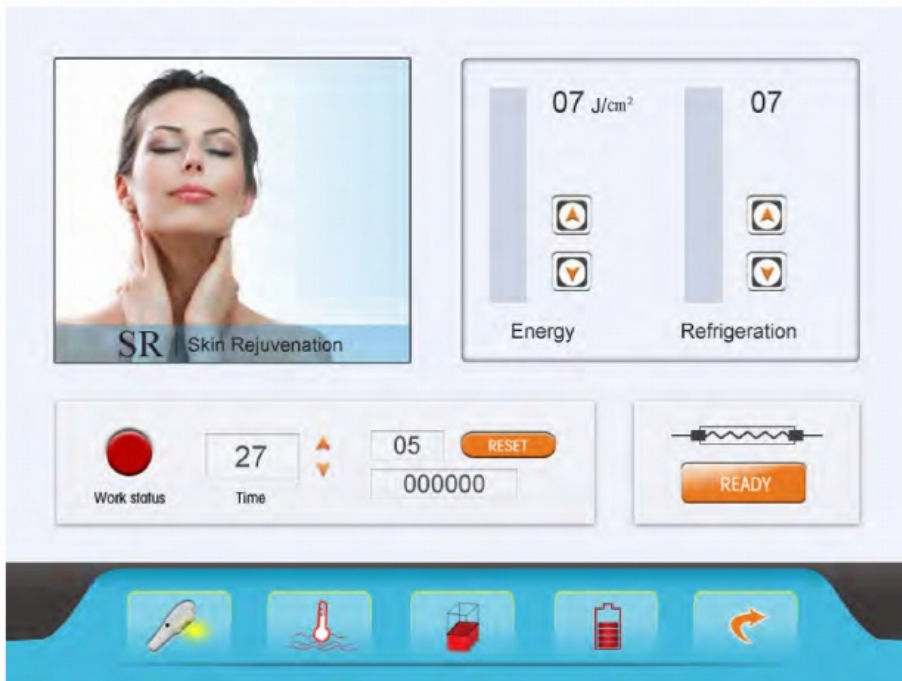 07 J/cm² 07
Energy Refrigeration
SR Skin Rejuvenation
27 05 RESET
000000
Work status Time
READY